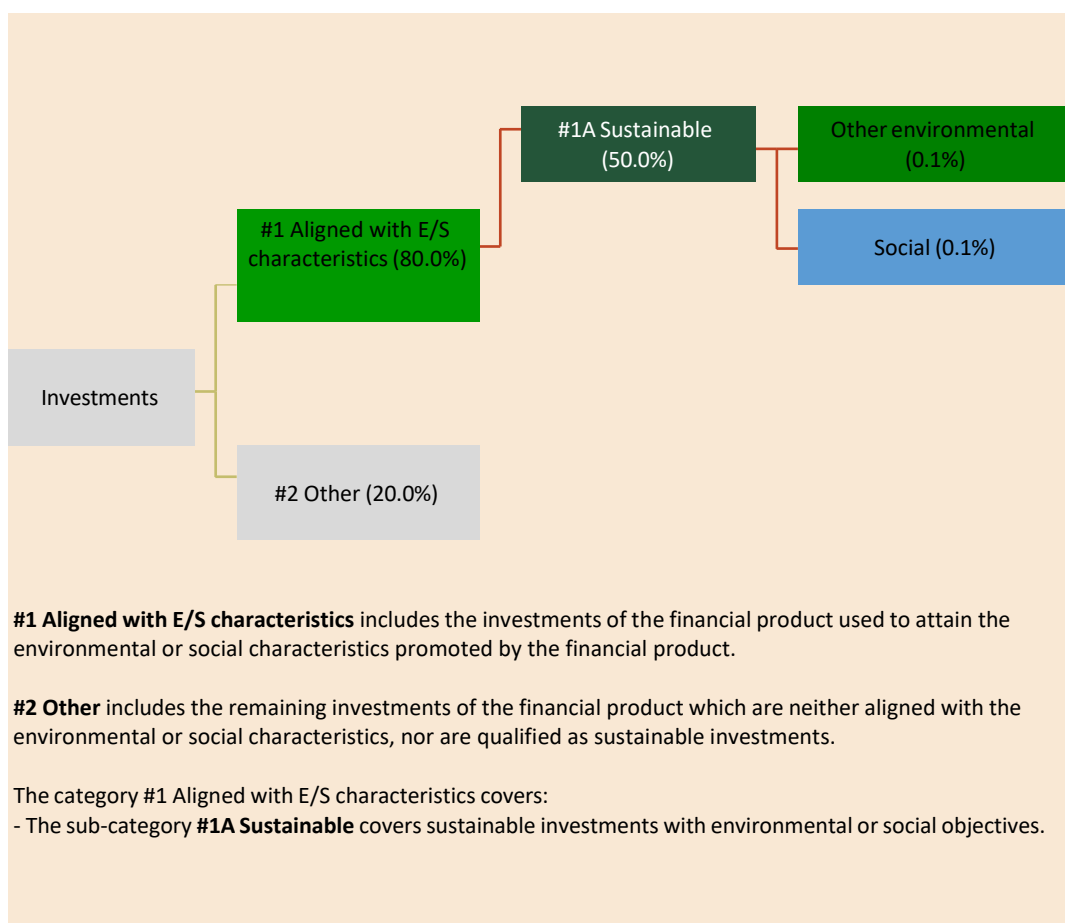 #1A Sustainable
(50.0%)
Other environmental
(0.1%)
#1 Aligned with E/S
characteristics (80.0%)
Social (0.1%)
Investments
#2 Other (20.0%)
#1 Aligned with E/S characteristics includes the investments of the financial product used to attain the
environmental or social characteristics promoted by the financial product.
#2 Other includes the remaining investments of the financial product which are neither aligned with the
environmental or social characteristics, nor are qualified as sustainable investments.
The category #1 Aligned with E/S characteristics covers:
- The sub-category #1A Sustainable covers sustainable investments with environmental or social objectives.